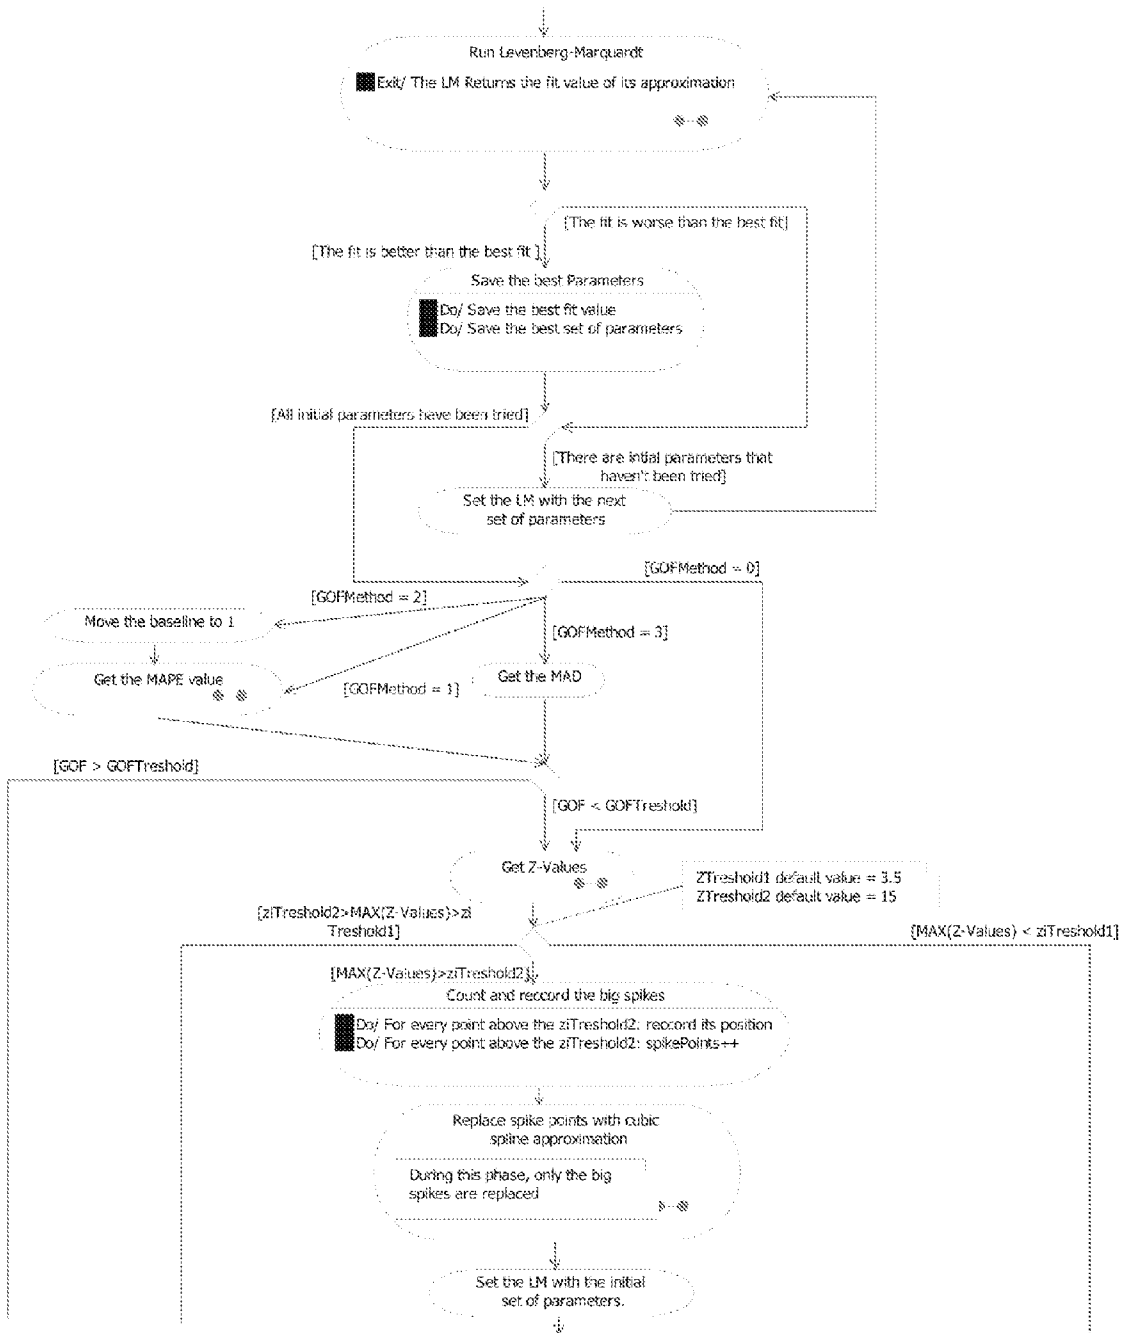 Run Levenberg-Marquardt
Exit/ The LM Returns the fit value of its approximation
[The fit is worse than the best fit]
[The fit is better than the best fit ]
Save the best Parameters
Do/ Save the best fit value
Do/ Save the best set of parameters
[All initial parameters have been tried]
[There are intial parameters that
haven't been tried]
Set the LM with the next
set of parameters
[GOFMethod = 0]
[GOFMethod = 2]
Move the baseline to 1
[GOFMethod = 3]
Get the MAPE value
[GOFMethod = 1]
Get the MAD
[GOF > GOFTreshold]
[GOF < GOFTreshold]
Get Z-Values
ZTreshold1 default value = 3.5
ZTreshold2 default value = 15
[ziTreshold2>MAX(Z-Values)>zi
Treshold1]
[MAX(Z-Values) < ziTreshold1]
[MAX(Z-Values)>ziTreshold2]
Count and reccord the big spikes
Do/ For every point above the ziTreshold2: reccord its position
Do/ For every point above the ziTreshold2: spikePoints++
Replace spike points with cubic
spline approximation
During this phase, only the big
spikes are replaced
Set the LM with the initial
set of parameters.